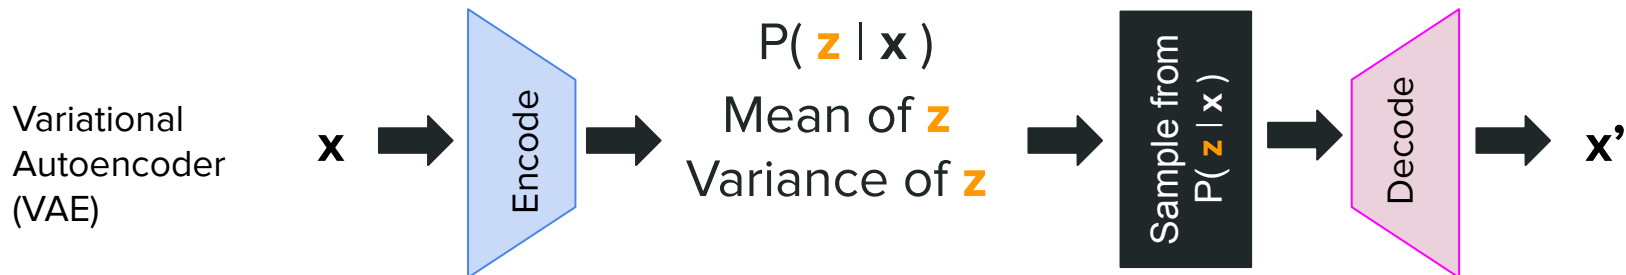 Variational
Autoencoder
(VAE)
x
Encode
P( z | x )
Mean of z
Variance of z
Sample from
P( z | x )
Decode
x’